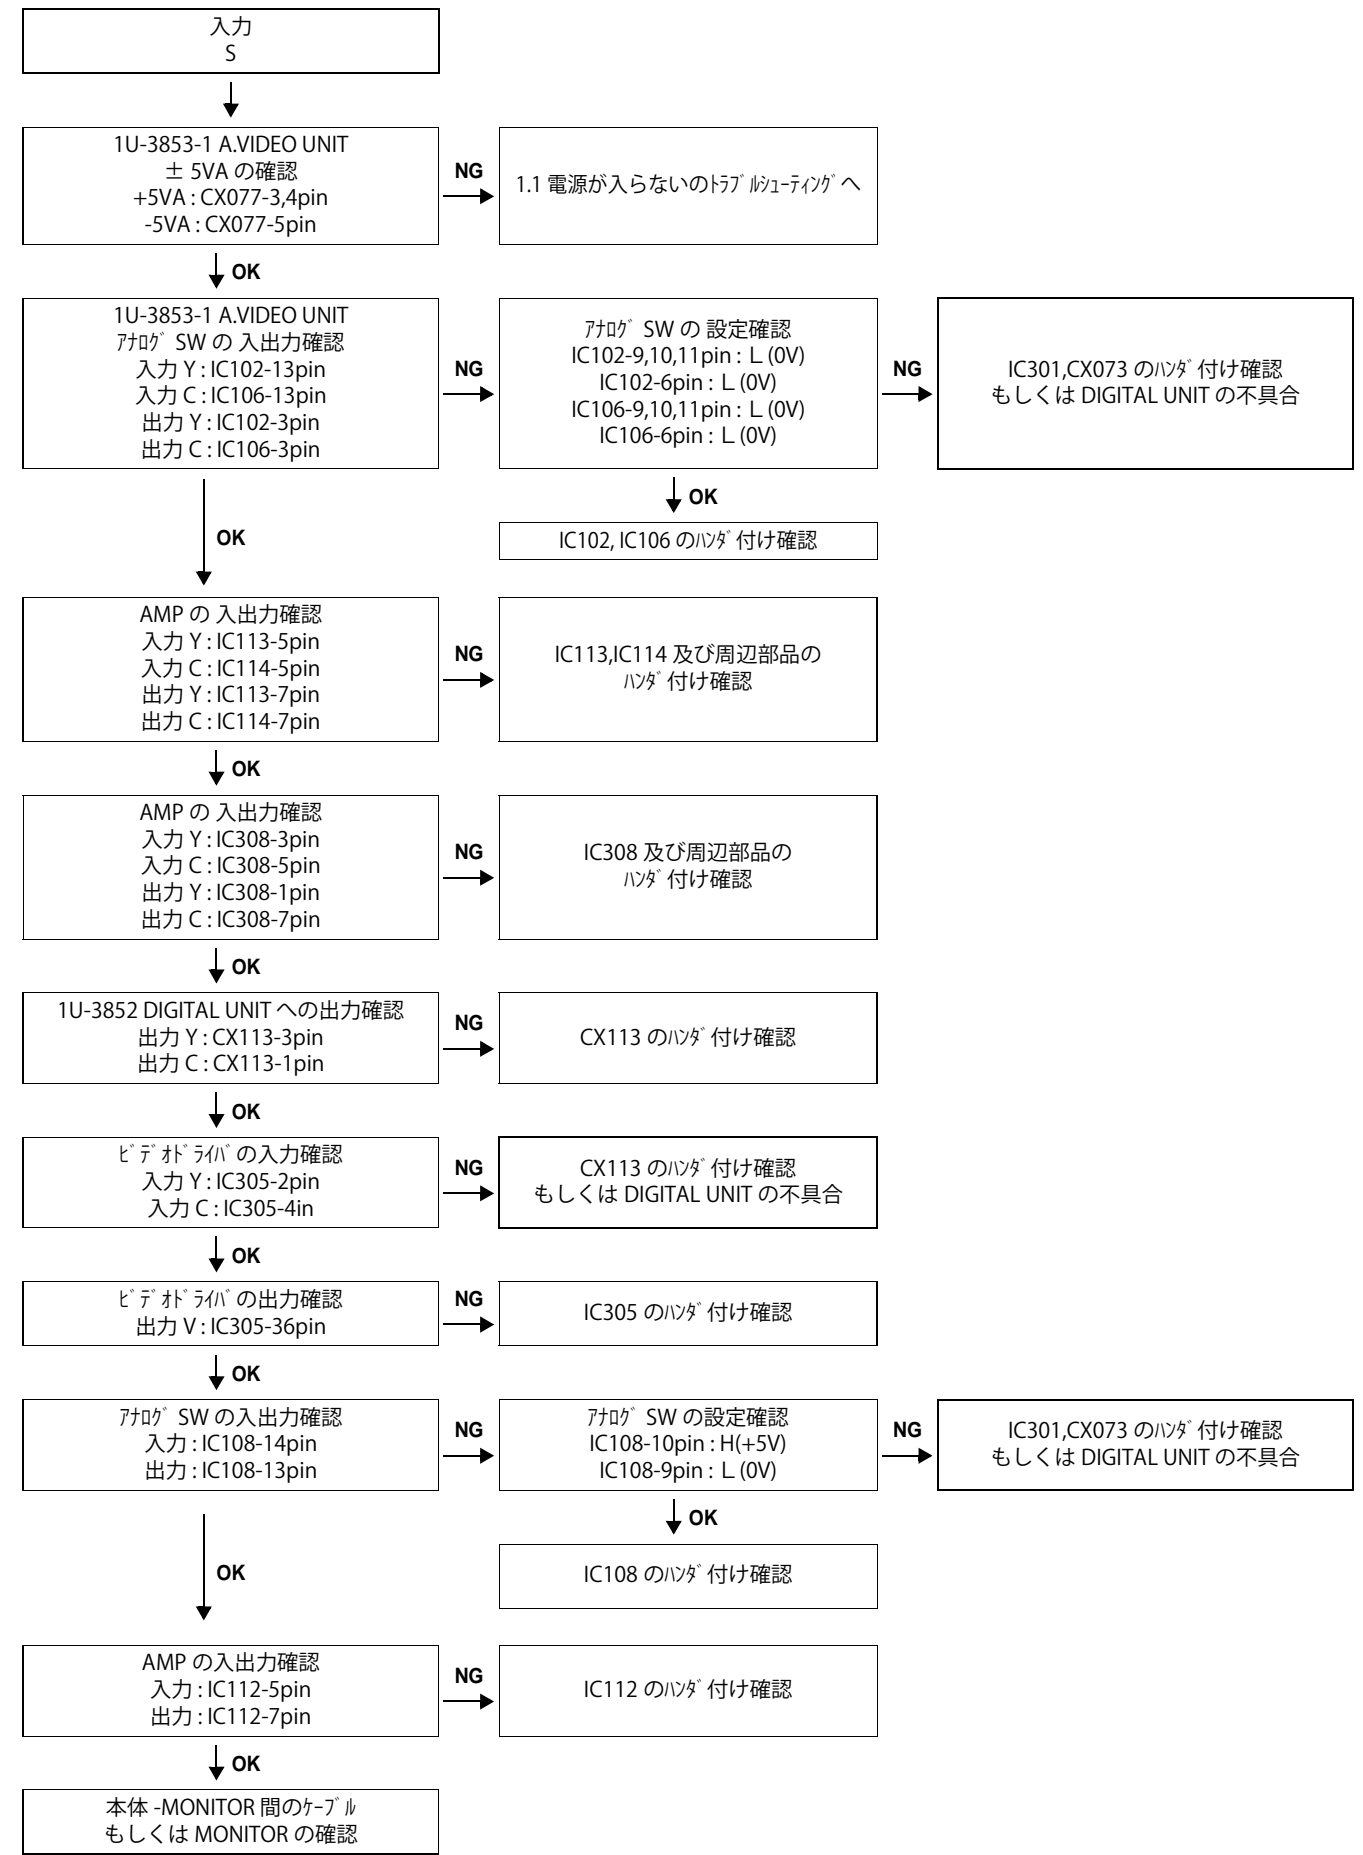 入力
S
1U-3853-1 A.VIDEO UNIT
± 5VA の確認
+5VA : CX077-3,4pin
-5VA : CX077-5pin
NG
1.1 電源が入らないのﾄﾗﾌﾞﾙｼｭｰﾃｨﾝｸﾞへ
OK
1U-3853-1 A.VIDEO UNIT
ｱﾅﾛｸﾞ SW の 入出力確認
入力 Y : IC102-13pin
入力 C : IC106-13pin
出力 Y : IC102-3pin
出力 C : IC106-3pin
NG
ｱﾅﾛｸﾞ SW の 設定確認
IC102-9,10,11pin : L (0V)
IC102-6pin : L (0V)
IC106-9,10,11pin : L (0V)
IC106-6pin : L (0V)
NG
IC301,CX073 のﾊﾝﾀﾞ付け確認
もしくは DIGITAL UNIT の不具合
OK
IC102, IC106 のﾊﾝﾀﾞ付け確認
OK
AMP の 入出力確認
入力 Y : IC113-5pin
入力 C : IC114-5pin
出力 Y : IC113-7pin
出力 C : IC114-7pin
NG
IC113,IC114 及び周辺部品の
ﾊﾝﾀﾞ付け確認
OK
AMP の 入出力確認
入力 Y : IC308-3pin
入力 C : IC308-5pin
出力 Y : IC308-1pin
出力 C : IC308-7pin
NG
IC308 及び周辺部品の
ﾊﾝﾀﾞ付け確認
OK
1U-3852 DIGITAL UNIT への出力確認
出力 Y : CX113-3pin
出力 C : CX113-1pin
NG
CX113 のﾊﾝﾀﾞ付け確認
OK
ﾋﾞﾃﾞｵﾄﾞﾗｲﾊﾞの入力確認
入力 Y : IC305-2pin
入力 C : IC305-4in
NG
CX113 のﾊﾝﾀﾞ付け確認
もしくは DIGITAL UNIT の不具合
OK
ﾋﾞﾃﾞｵﾄﾞﾗｲﾊﾞの出力確認
出力 V : IC305-36pin
NG
IC305 のﾊﾝﾀﾞ付け確認
OK
ｱﾅﾛｸﾞ SW の入出力確認
入力 : IC108-14pin
出力 : IC108-13pin
NG
ｱﾅﾛｸﾞ SW の設定確認
IC108-10pin : H(+5V)
IC108-9pin : L (0V)
NG
IC301,CX073 のﾊﾝﾀﾞ付け確認
もしくは DIGITAL UNIT の不具合
OK
IC108 のﾊﾝﾀﾞ付け確認
OK
AMP の入出力確認
入力 : IC112-5pin
出力 : IC112-7pin
NG
IC112 のﾊﾝﾀﾞ付け確認
OK
本体 -MONITOR 間のｹｰﾌﾞﾙ
もしくは MONITOR の確認